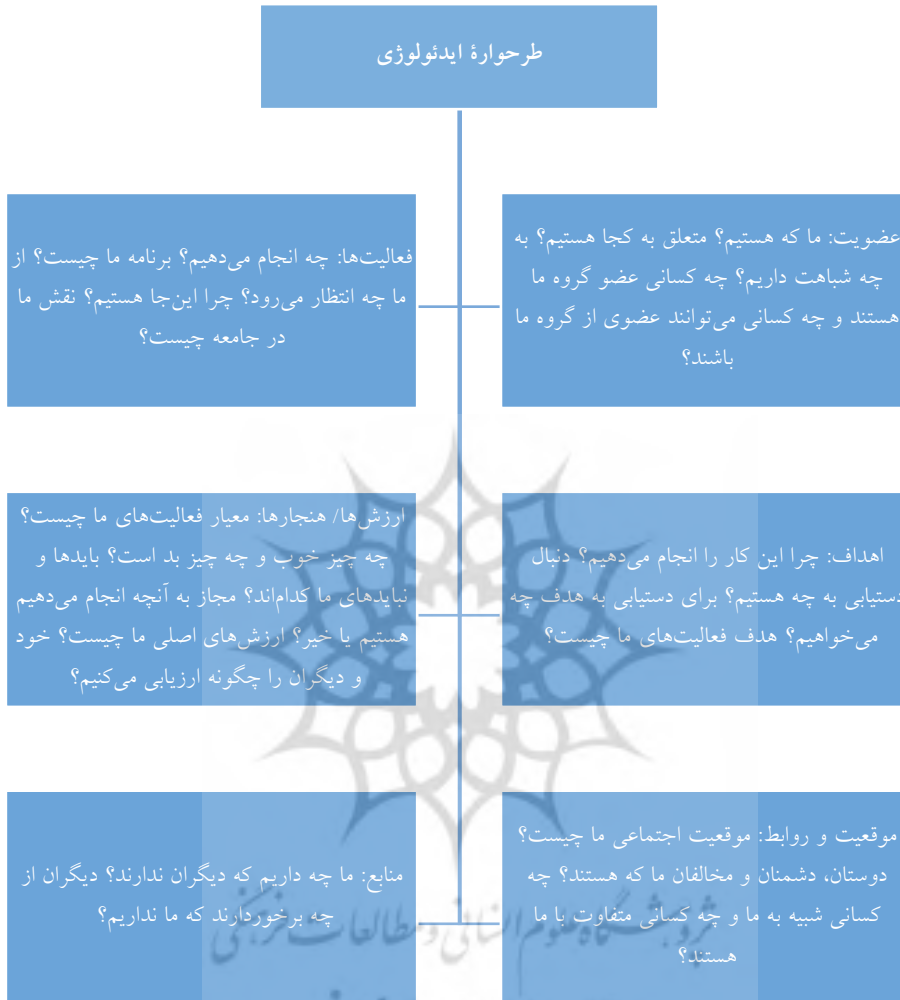 طرحوارۀ ایدئولوژی
عضویت: ما که هستیم؟ متعلق به کجا هستیم؟ به
چه شباهت داریم؟ چه کسانی عضو گروه ما
هستند و چه کسانی می‌توانند عضوی از گروه ما
باشند؟
فعالیت‌ها: چه انجام می‌دهیم؟ برنامه ما چیست؟ از
ما چه انتظار می‌رود؟ چرا این‌جا هستیم؟ نقش ما
در جامعه چیست؟
اهداف: چرا این کار را انجام می‌دهیم؟ دنبال
دستیابی به چه هستیم؟ برای دستیابی به هدف چه
می‌خواهیم؟ هدف فعالیت‌های ما چیست؟
ارزش‌ها/ هنجارها: معیار فعالیت‌های ما چیست؟
چه چیز خوب و چه چیز بد است؟ بایدها و
نبایدهای ما کدام‌اند؟ مجاز به آنچه انجام می‌دهیم
هستیم یا خیر؟ ارزش‌های اصلی ما چیست؟ خود
و دیگران را چگونه ارزیابی می‌کنیم؟
موقعیت و روابط: موقعیت اجتماعی ما چیست؟
دوستان، دشمنان و مخالفان ما که هستند؟ چه
کسانی شبیه به ما و چه کسانی متفاوت با ما
هستند؟
منابع: ما چه داریم که دیگران ندارند؟ دیگران از
چه برخوردارند که ما نداریم؟
پژوهشگاه علوم انسانی و مطالعات فرهنگی